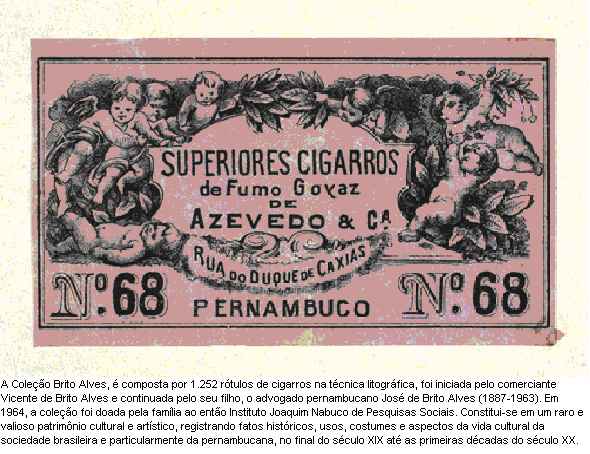 SUPERIORES CIGARROS
de Fumo Goyaz
DE
AZEVEDO & Cª
RUA DO DUQUE DE CAXIAS
Nº. 68 Nº. 68
PERNAMBUCO
A Coleção Brito Alves, é composta por 1.252 rótulos de cigarros na técnica litográfica, foi iniciada pelo comerciante
Vicente de Brito Alves e continuada pelo seu filho, o advogado pernambucano José de Brito Alves (1887-1963). Em
1964, a coleção foi doada pela família ao então Instituto Joaquim Nabuco de Pesquisas Sociais. Constitui-se em um raro e
valioso patrimônio cultural e artístico, registrando fatos históricos, usos, costumes e aspectos da vida cultural da
sociedade brasileira e particularmente da pernambucana, no final do século XIX até as primeiras décadas do século XX.